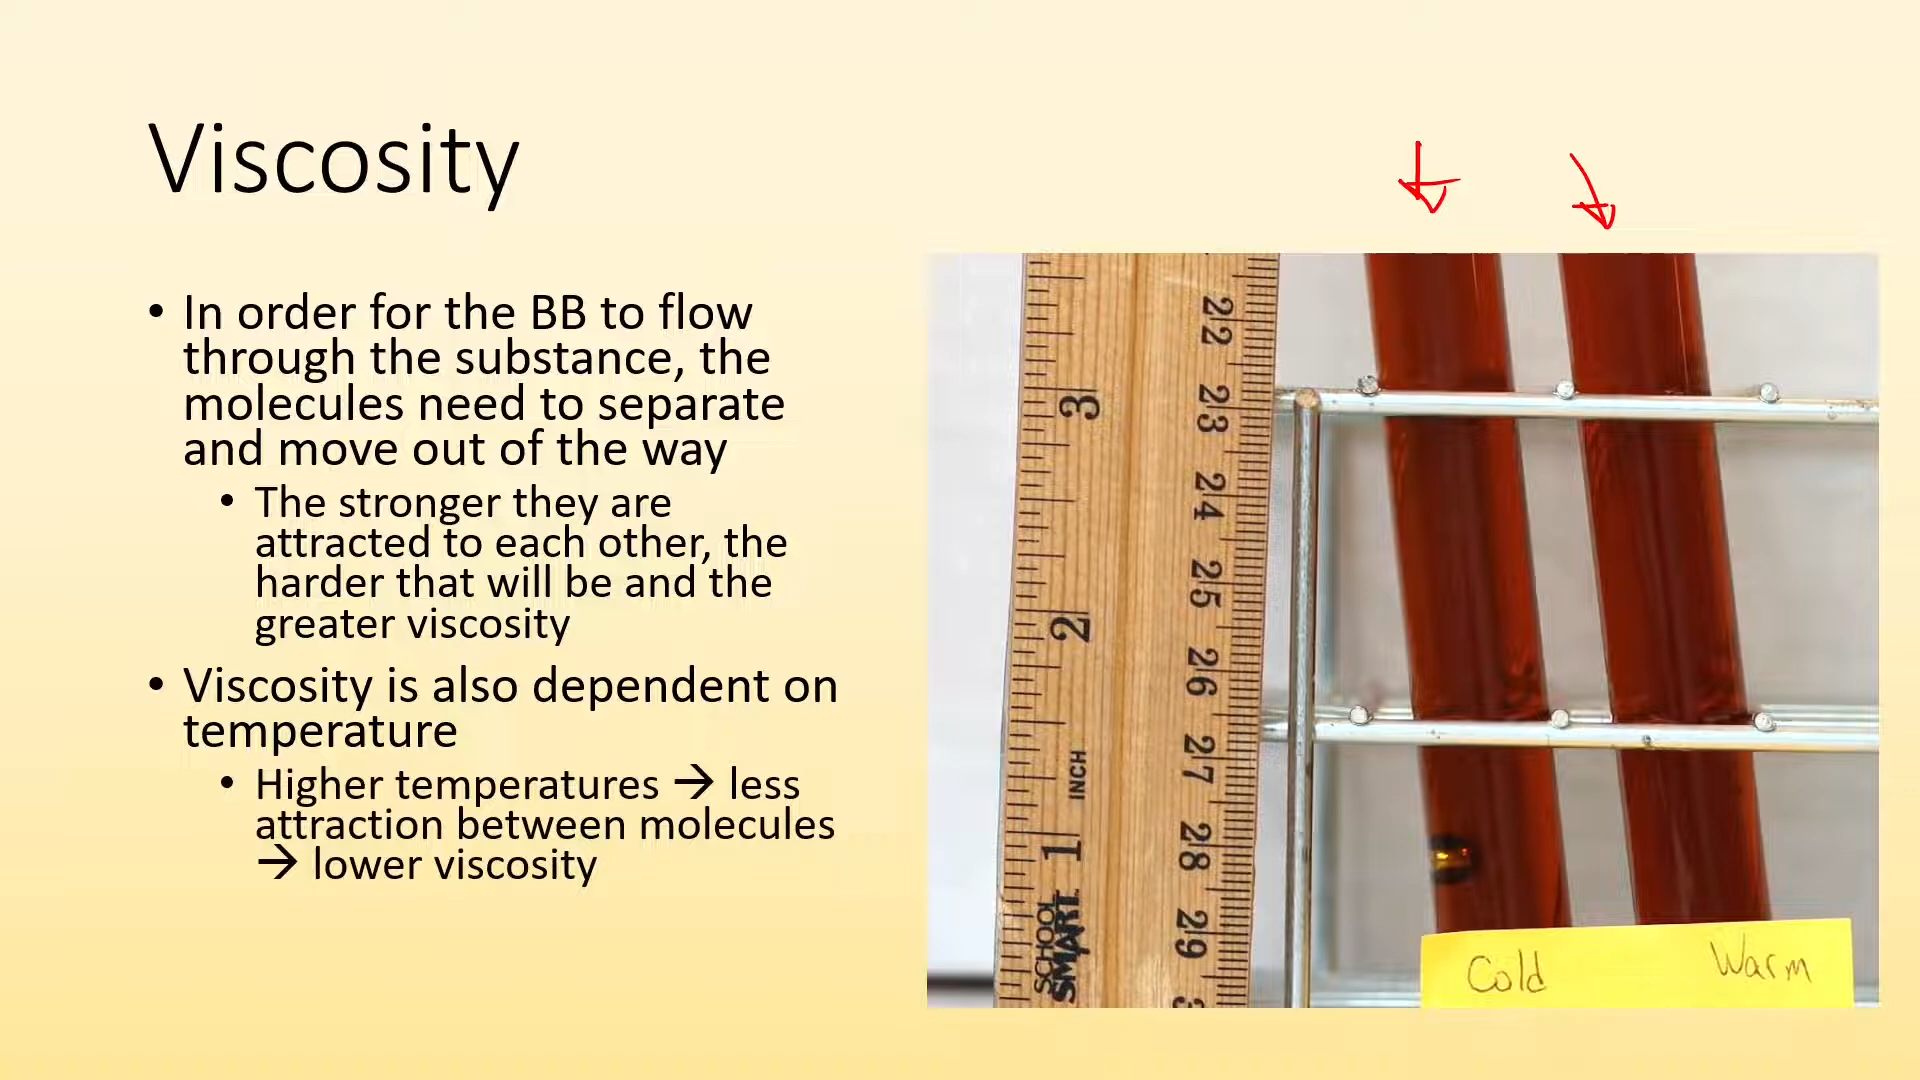 Viscosity
• In order for the BB to flow
through the substance, the
molecules need to separate
and move out of the way
• The stronger they are
attracted to each other, the
harder that will be and the
greater viscosity
• Viscosity is also dependent on
temperature
• Higher temperatures → less
attraction between molecules
→ lower viscosity
22
23
24
25
26
27
28
29
3
2
1
INCH
SCHOOL
SMART
Cold Warm